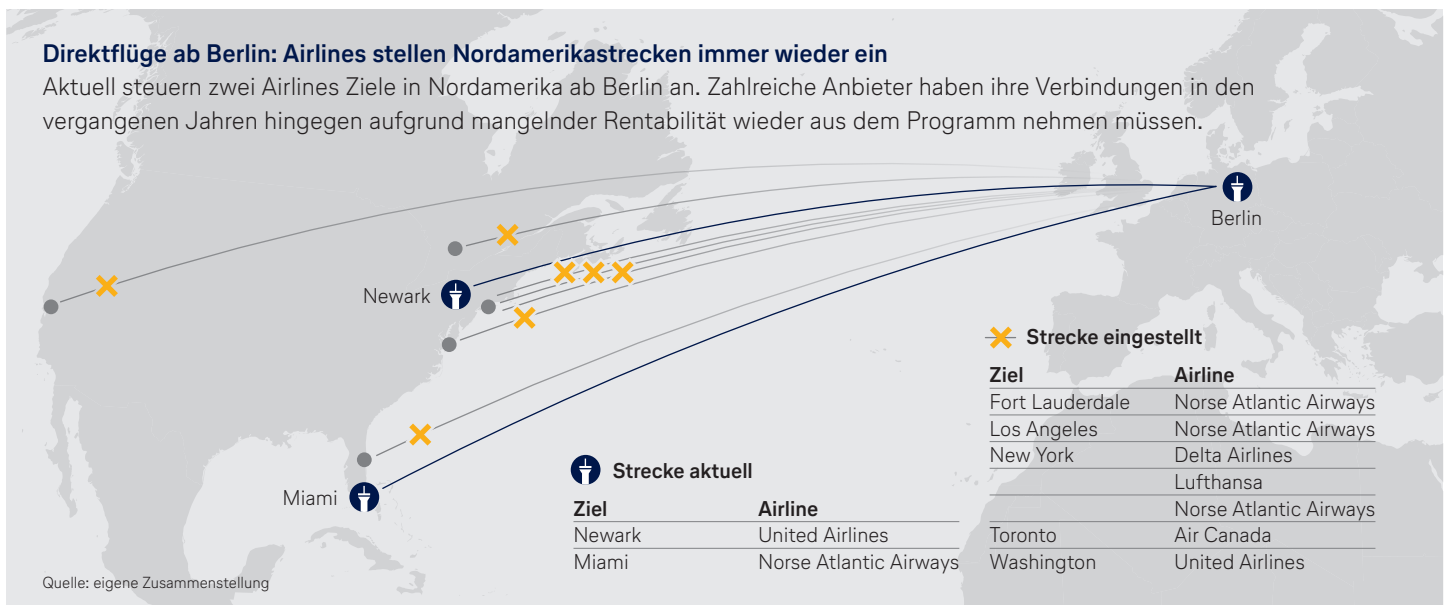 Direktflüge ab Berlin: Airlines stellen Nordamerikastrecken immer wieder ein
Aktuell steuern zwei Airlines Ziele in Nordamerika ab Berlin an. Zahlreiche Anbieter haben ihre Verbindungen in den
vergangenen Jahren hingegen aufgrund mangelnder Rentabilität wieder aus dem Programm nehmen müssen.
Berlin
Newark
Miami
Strecke aktuell
Ziel Airline
Newark United Airlines
Miami Norse Atlantic Airways
Strecke eingestellt
Ziel Airline
Fort Lauderdale Norse Atlantic Airways
Los Angeles Norse Atlantic Airways
New York Delta Airlines
Lufthansa
Norse Atlantic Airways
Toronto Air Canada
Washington United Airlines
Quelle: eigene Zusammenstellung